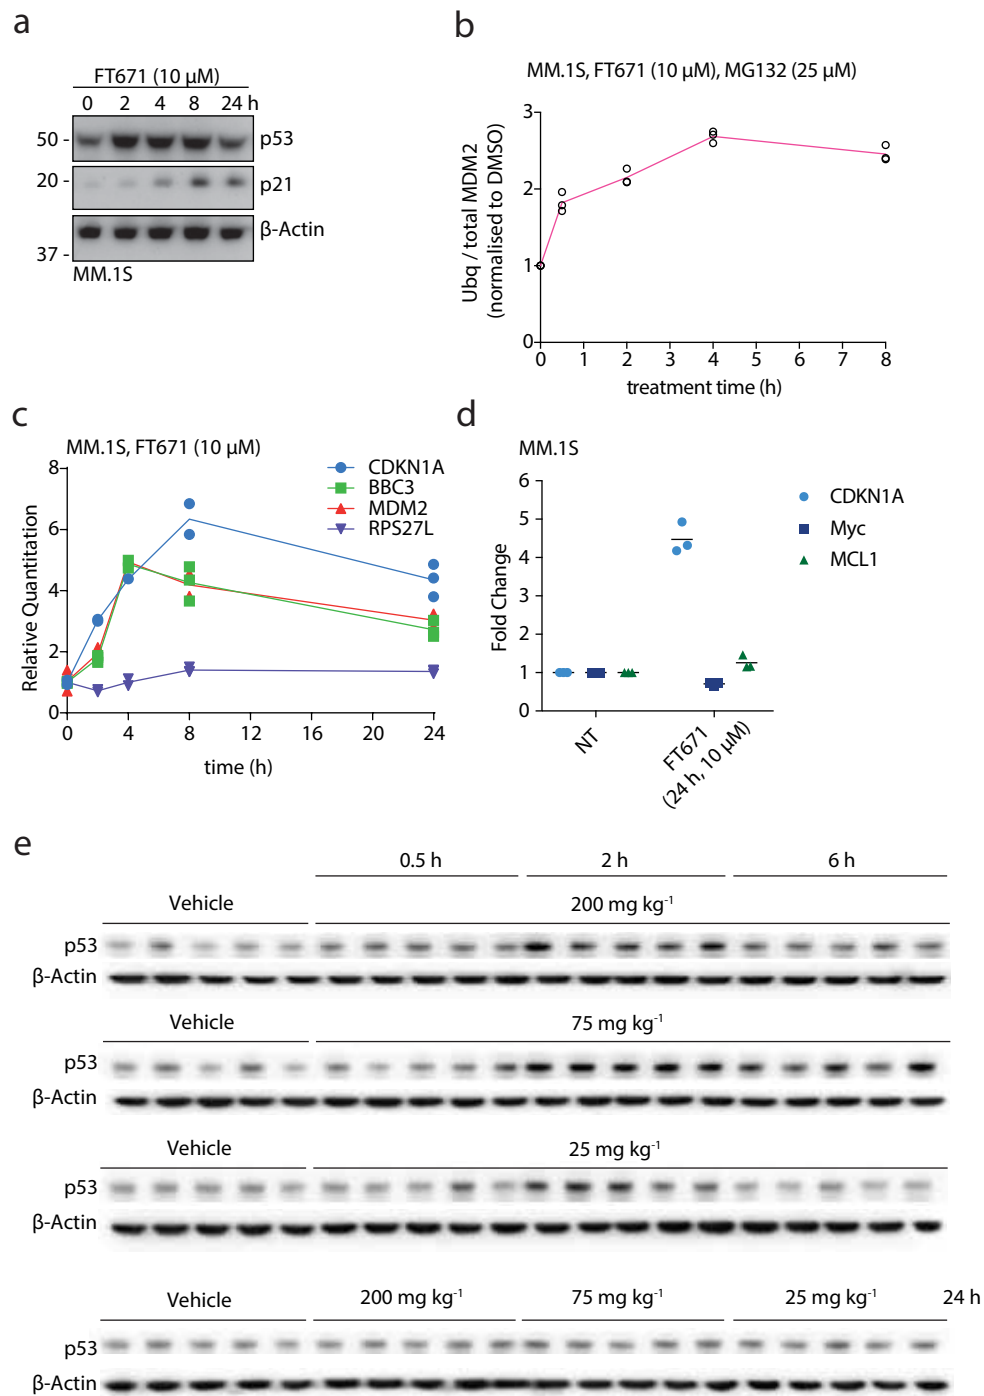 a
FT671 (10 µM)
0 2 4 8 24 h
50 - p53
20 - p21
β-Actin
37 -
MM.1S
b
MM.1S, FT671 (10 µM), MG132 (25 µM)
Ubq / total MDM2
(normalised to DMSO)
3
2
1
0
0 1 2 3 4 5 6 7 8
treatment time (h)
c
MM.1S, FT671 (10 µM)
CDKN1A
BBC3
MDM2
RPS27L
Relative Quantitation
8
6
4
2
0
0 4 8 12 16 20 24
time (h)
d
MM.1S
Fold Change
6
5
4
3
2
1
0
CDKN1A
Myc
MCL1
NT
FT671
(24 h, 10 µM)
e
0.5 h 2 h 6 h
Vehicle 200 mg kg⁻¹
p53
β-Actin
Vehicle 75 mg kg⁻¹
p53
β-Actin
Vehicle 25 mg kg⁻¹
p53
β-Actin
Vehicle 200 mg kg⁻¹ 75 mg kg⁻¹ 25 mg kg⁻¹ 24 h
p53
β-Actin